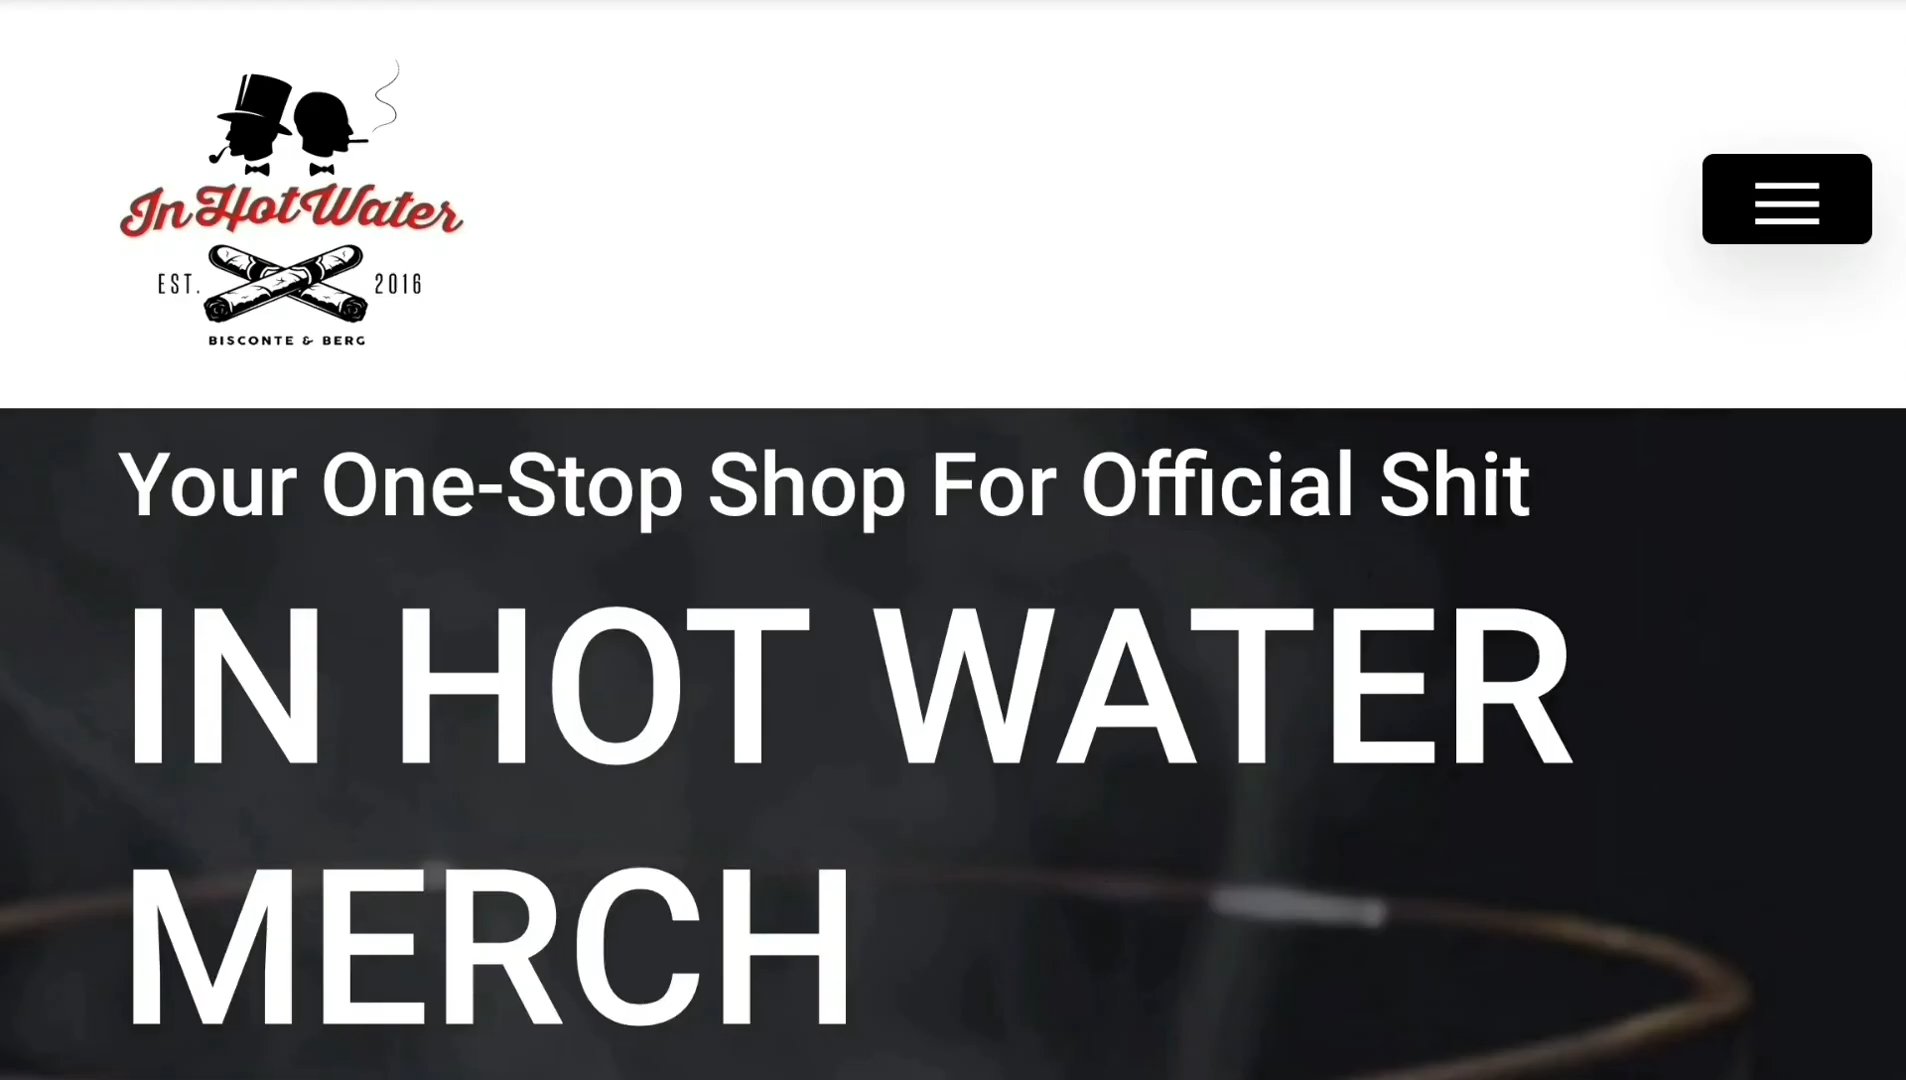 In Hot Water
EST. 2016
BISCONTE & BERG
Your One-Stop Shop For Official Shit
IN HOT WATER
MERCH